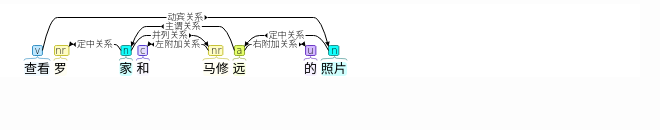 动宾关系
主谓关系
并列关系 定中关系
定中关系 左附加关系 右附加关系
v nr n c nr a u n
查看 罗 家 和 马修 远 的 照片